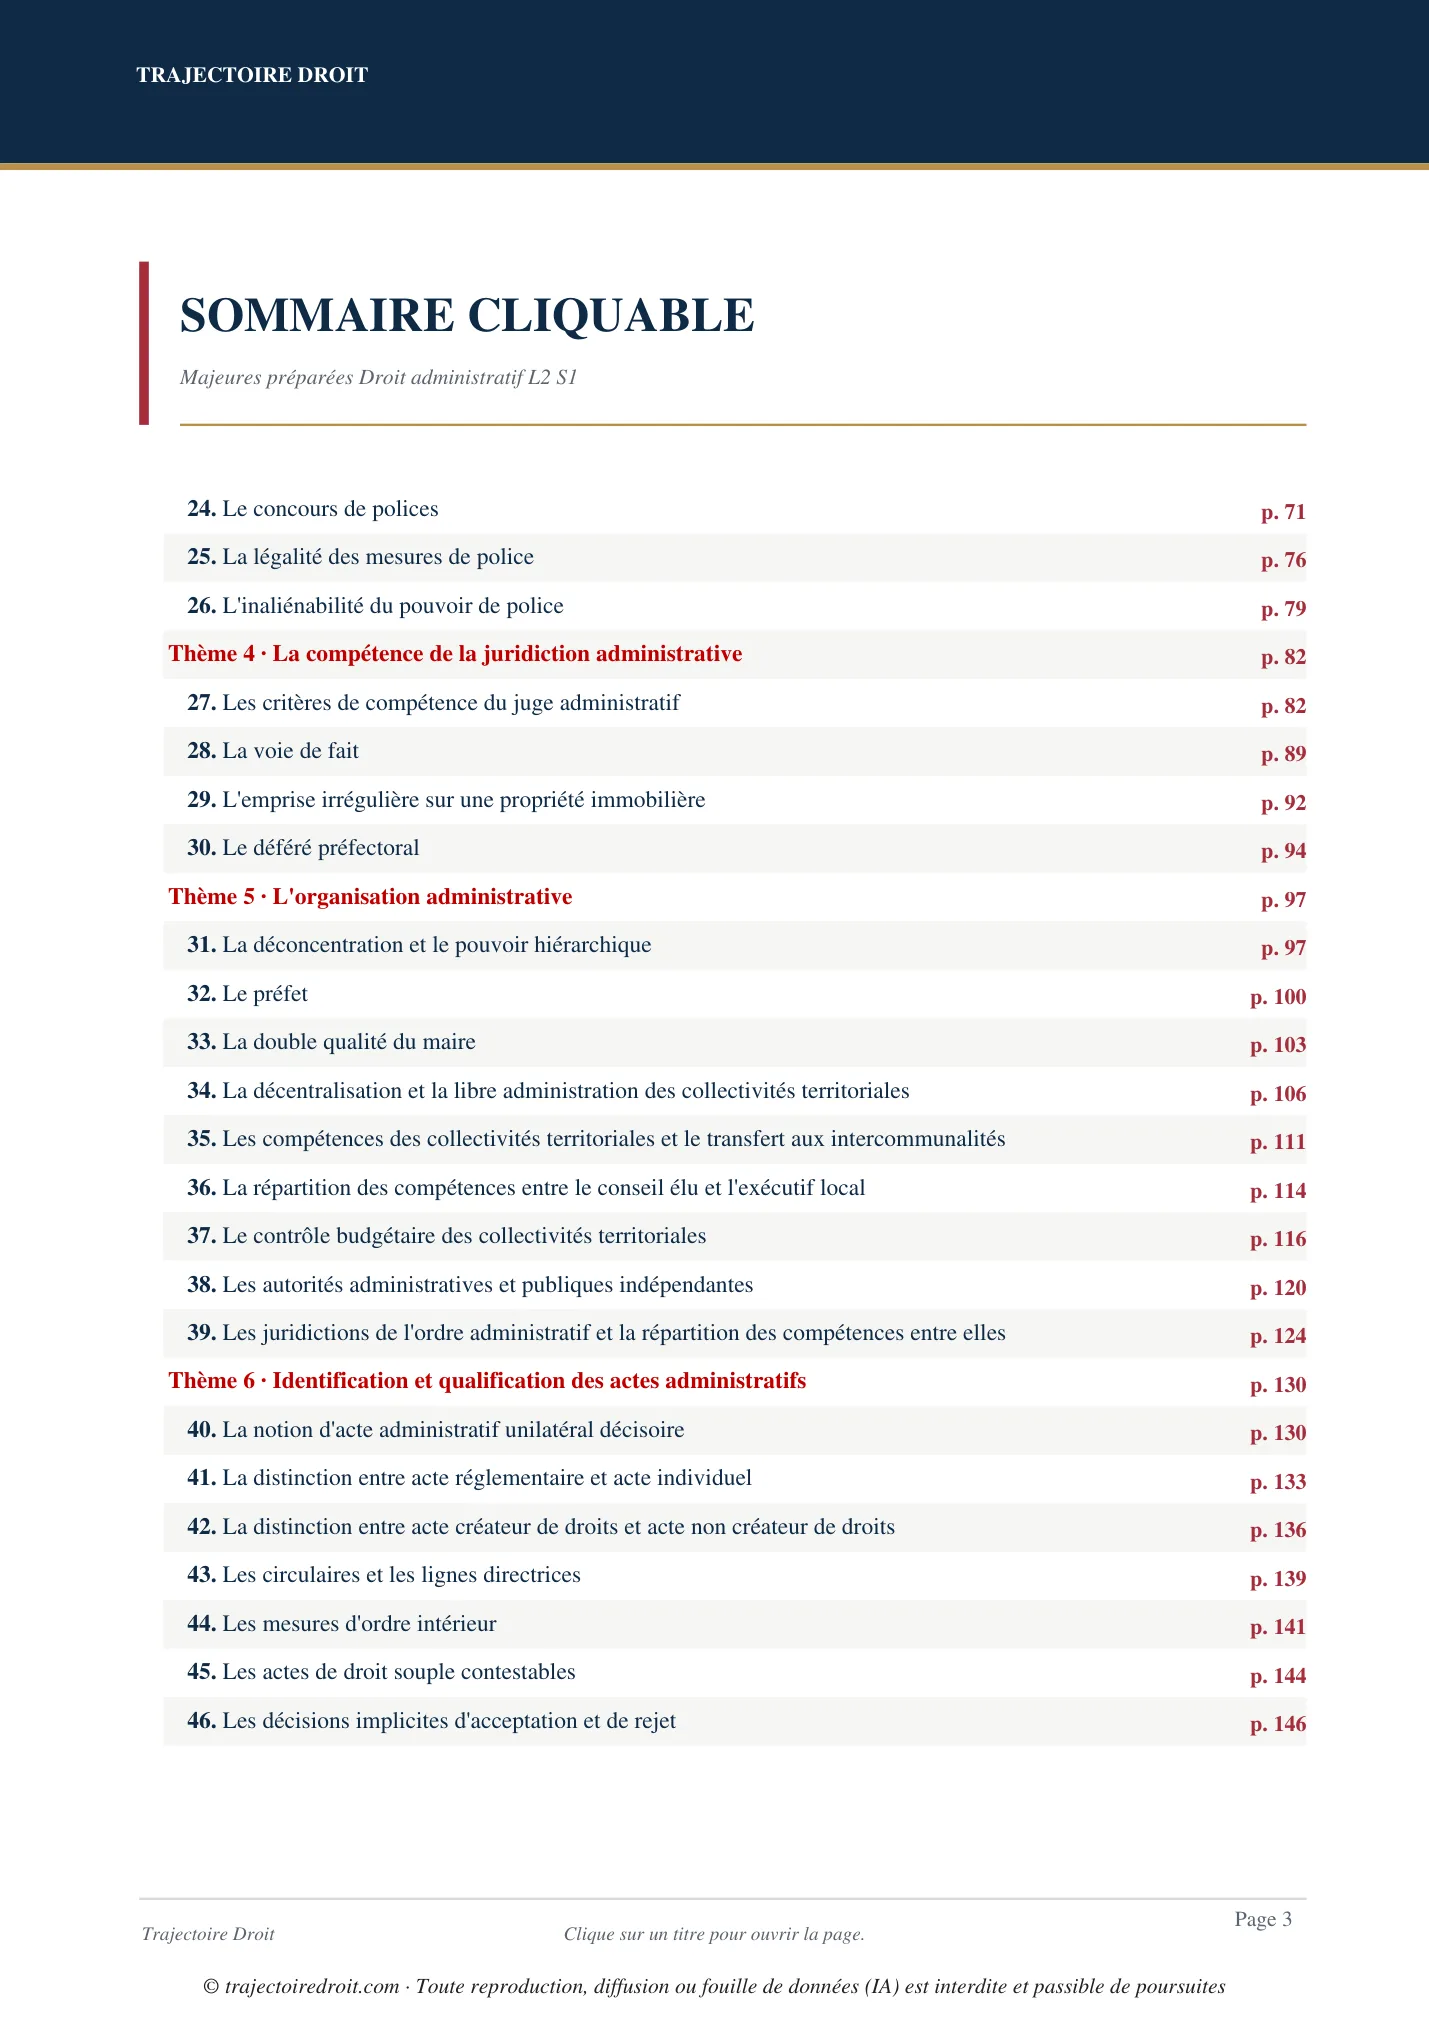 TRAJECTOIRE DROIT
SOMMAIRE CLIQUABLE
Majeures préparées Droit administratif L2 S1
24. Le concours de polices p. 71
25. La légalité des mesures de police p. 76
26. L'inaliénabilité du pouvoir de police p. 79
Thème 4 · La compétence de la juridiction administrative p. 82
27. Les critères de compétence du juge administratif p. 82
28. La voie de fait p. 89
29. L'emprise irrégulière sur une propriété immobilière p. 92
30. Le déféré préfectoral p. 94
Thème 5 · L'organisation administrative p. 97
31. La déconcentration et le pouvoir hiérarchique p. 97
32. Le préfet p. 100
33. La double qualité du maire p. 103
34. La décentralisation et la libre administration des collectivités territoriales p. 106
35. Les compétences des collectivités territoriales et le transfert aux intercommunalités p. 111
36. La répartition des compétences entre le conseil élu et l'exécutif local p. 114
37. Le contrôle budgétaire des collectivités territoriales p. 116
38. Les autorités administratives et publiques indépendantes p. 120
39. Les juridictions de l'ordre administratif et la répartition des compétences entre elles p. 124
Thème 6 · Identification et qualification des actes administratifs p. 130
40. La notion d'acte administratif unilatéral décisoire p. 130
41. La distinction entre acte réglementaire et acte individuel p. 133
42. La distinction entre acte créateur de droits et acte non créateur de droits p. 136
43. Les circulaires et les lignes directrices p. 139
44. Les mesures d'ordre intérieur p. 141
45. Les actes de droit souple contestables p. 144
46. Les décisions implicites d'acceptation et de rejet p. 146
Trajectoire Droit Clique sur un titre pour ouvrir la page. Page 3
© trajectoiredroit.com · Toute reproduction, diffusion ou fouille de données (IA) est interdite et passible de poursuites